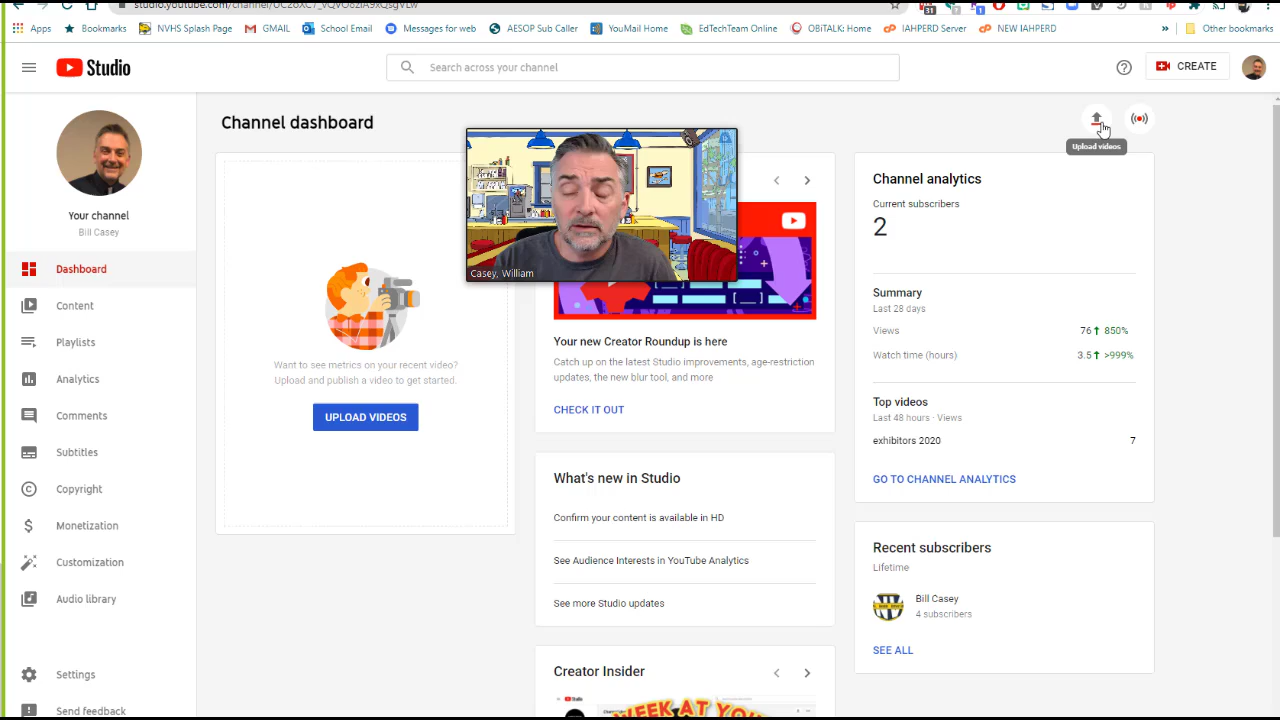 studio.youtube.com/channel/
Apps
Bookmarks
NVHS Splash Page
GMAIL
School Email
Messages for web
AESOP SubCaller
YouMail Home
EdTechTeam Online
OBiTALK: Home
IAHPERD Server
NEW IAHPERD
»
Other bookmarks
Studio
Search across your channel
CREATE
Channel dashboard
Upload videos
Your channel
Bill Casey
Dashboard
Content
Playlists
Analytics
Comments
Subtitles
Copyright
Monetization
Customization
Audio library
Settings
Send feedback
Want to see metrics on your recent video?
Upload and publish a video to get started.
UPLOAD VIDEOS
Casey, William
Your new Creator Roundup is here
Catch up on the latest Studio improvements, age-restriction
updates, the new blur tool, and more
CHECK IT OUT
What's new in Studio
Confirm your content is available in HD
See Audience Interests in YouTube Analytics
See more Studio updates
Creator Insider
WEEK AT YOU
Channel analytics
Current subscribers
2
Summary
Last 28 days
Views 76 850%
Watch time (hours) 3.5 >999%
Top videos
Last 48 hours · Views
exhibitors 2020 7
GO TO CHANNEL ANALYTICS
Recent subscribers
Lifetime
Bill Casey
4 subscribers
SEE ALL